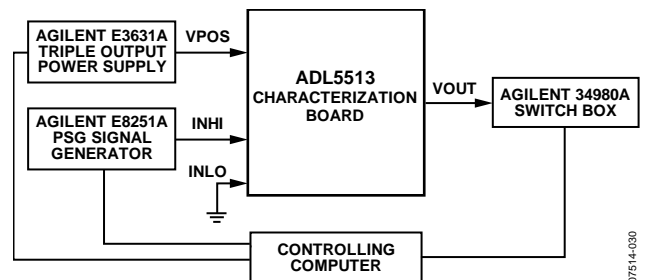 AGILENT E3631A
TRIPLE OUTPUT
POWER SUPPLY
VPOS
AGILENT E8251A
PSG SIGNAL
GENERATOR
INHI
INLO
ADL5513
CHARACTERIZATION
BOARD
VOUT
AGILENT 34980A
SWITCH BOX
CONTROLLING
COMPUTER
07514-030